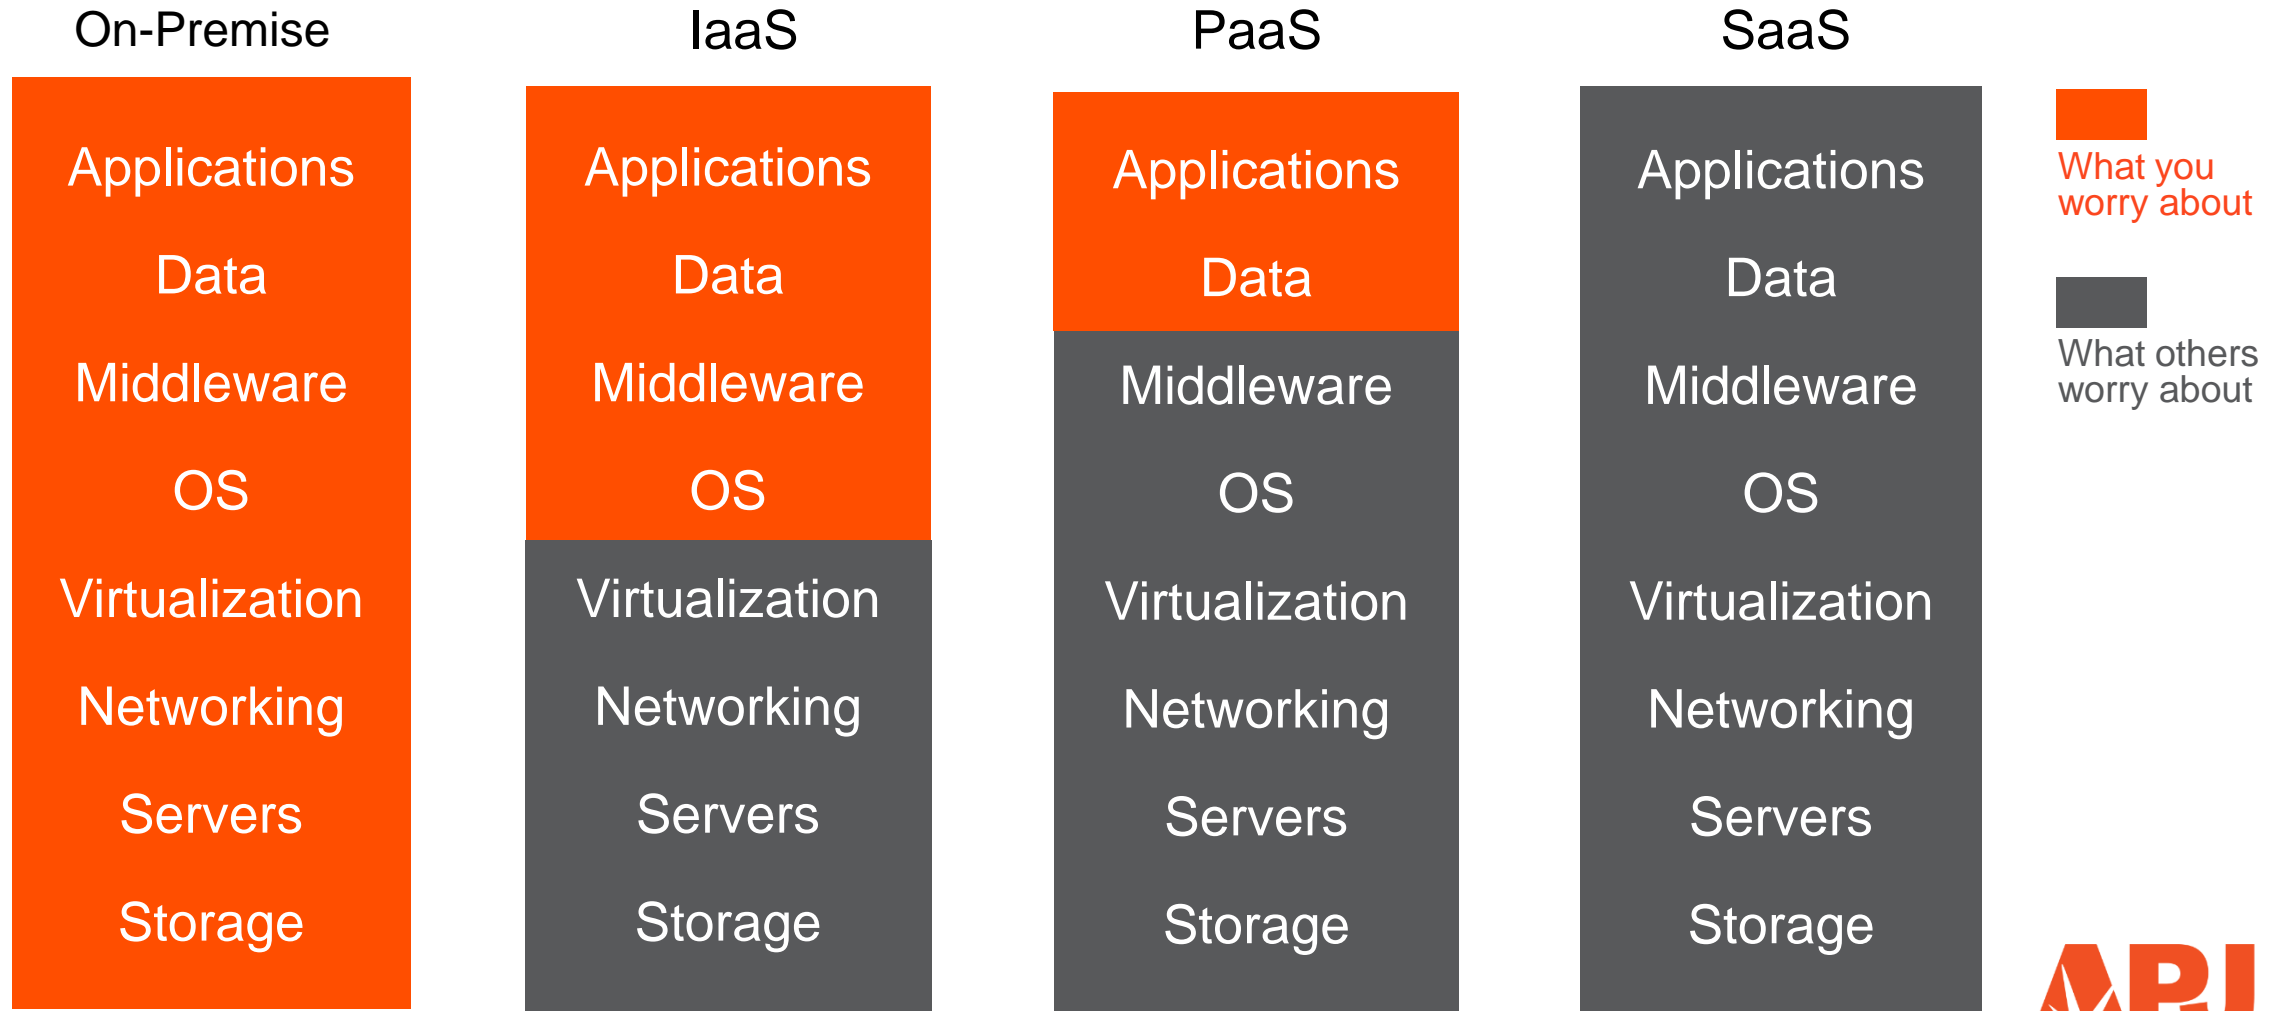 On-Premise
Applications
Data
Middleware
OS
Virtualization
Networking
Servers
Storage
IaaS
Applications
Data
Middleware
OS
Virtualization
Networking
Servers
Storage
PaaS
Applications
Data
Middleware
OS
Virtualization
Networking
Servers
Storage
SaaS
Applications
Data
Middleware
OS
Virtualization
Networking
Servers
Storage
What you
worry about
What others
worry about